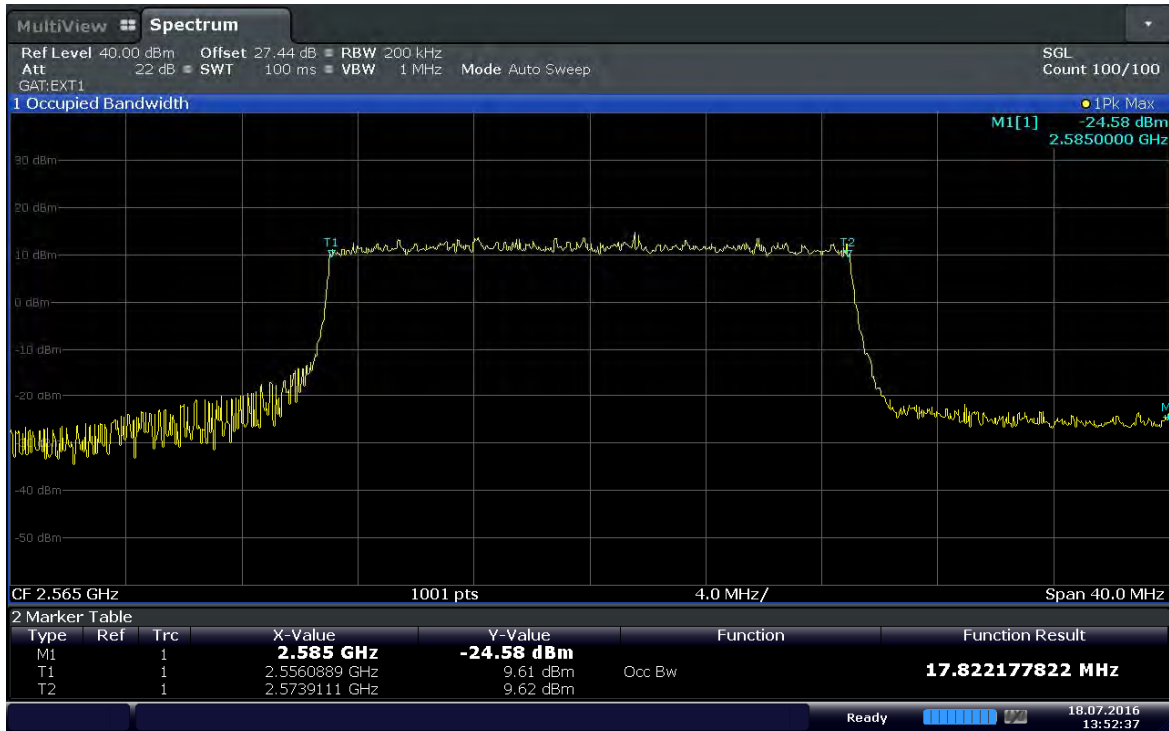 MultiView Spectrum
Ref Level 40.00 dBm Offset 27.44 dB RBW 200 kHz SGL
Att 22 dB SWT 100 ms VBW 1 MHz Mode Auto Sweep Count 100/100
GAT:EXT1
1 Occupied Bandwidth 1Pk Max
M1[1] -24.58 dBm
2.5850000 GHz
30 dBm
20 dBm
T1 T2
10 dBm
0 dBm
-10 dBm
-20 dBm
M
-40 dBm
-50 dBm
CF 2.565 GHz 1001 pts 4.0 MHz/ Span 40.0 MHz
2 Marker Table
Type Ref Trc X-Value Y-Value Function Function Result
M1 1 2.585 GHz -24.58 dBm
T1 1 2.5560889 GHz 9.61 dBm Occ Bw 17.822177822 MHz
T2 1 2.5739111 GHz 9.62 dBm
Ready 18.07.2016
13:52:37